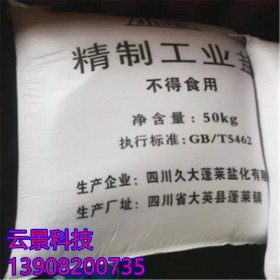 精制工业盐
不得食用
净含量：50kg
执行标准：GB/T5462
生产企业：四川久大蓬莱盐化有限
生产厂址：四川省大英县蓬莱镇
云景科技
13908200735